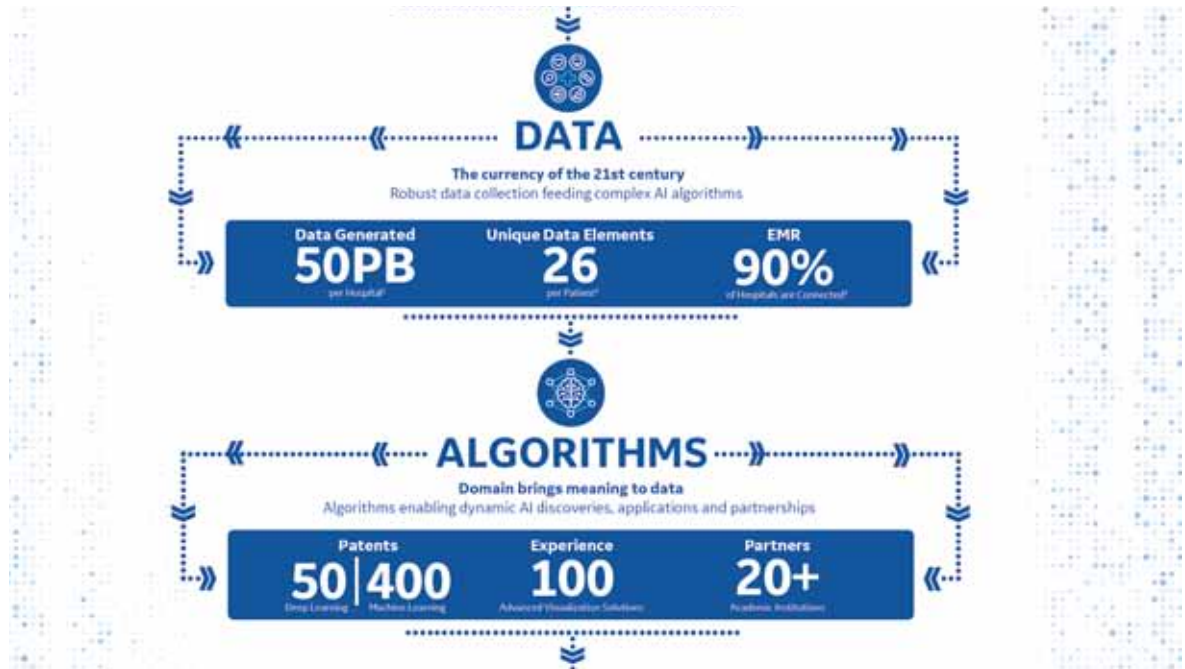 DATA
The currency of the 21st century
Robust data collection feeding complex AI algorithms
Data Generated
50PB
per Hospital
Unique Data Elements
26
per Patient
EMR
90%
of Hospitals are Connected
ALGORITHMS
Domain brings meaning to data
Algorithms enabling dynamic AI discoveries, applications and partnerships
Patents
50|400
Deep Learning Machine Learning
Experience
100
Advanced Visualization Solutions
Partners
20+
Academic Institutions